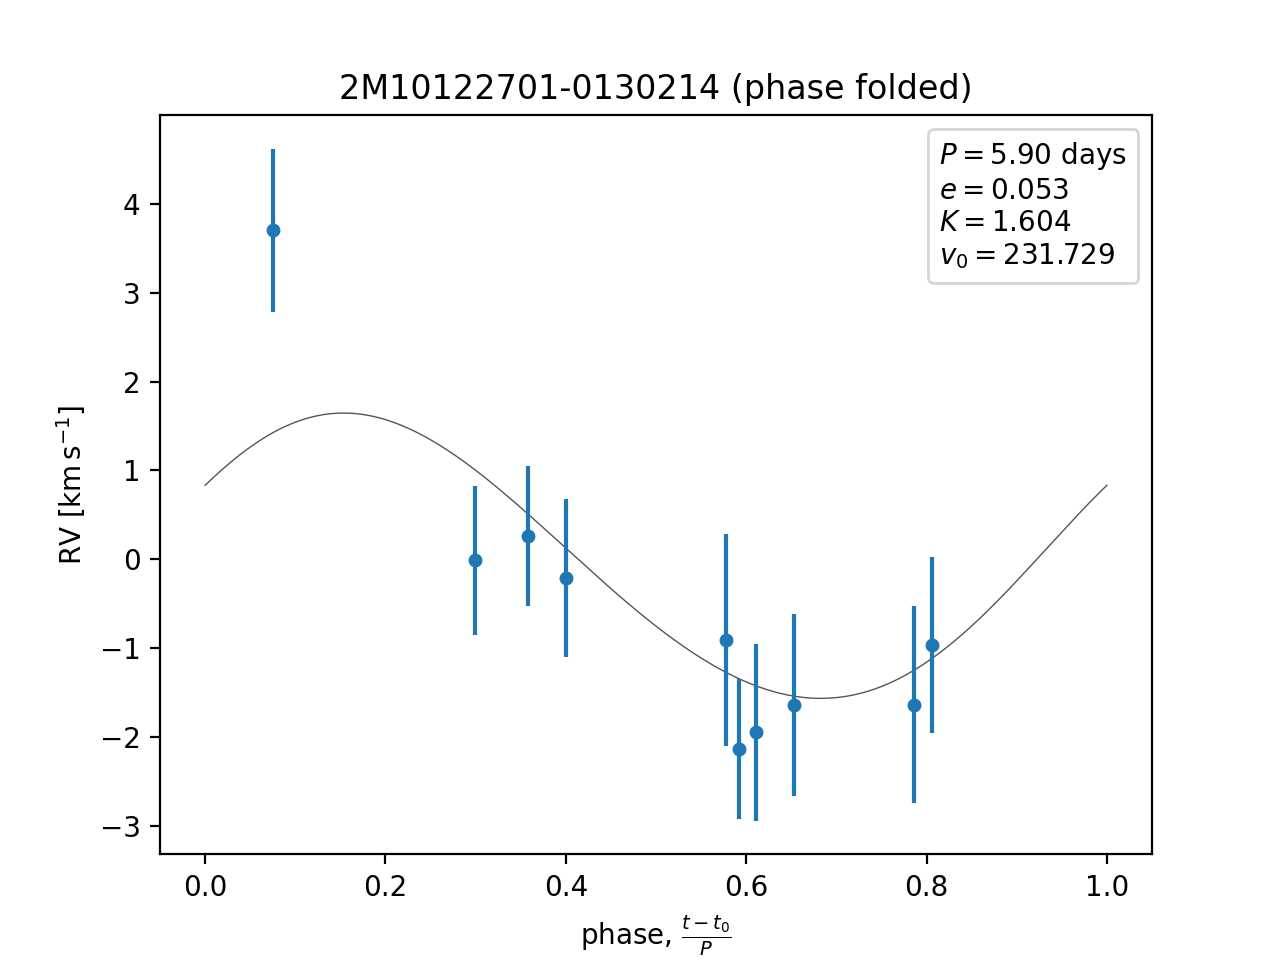 2M10122701-0130214 (phase folded)
P = 5.90 days
e = 0.053
K = 1.604
v₀ = 231.729
RV [km s⁻¹]
4
3
2
1
0
−1
−2
−3
0.0 0.2 0.4 0.6 0.8 1.0
phase, (t − t₀)/P